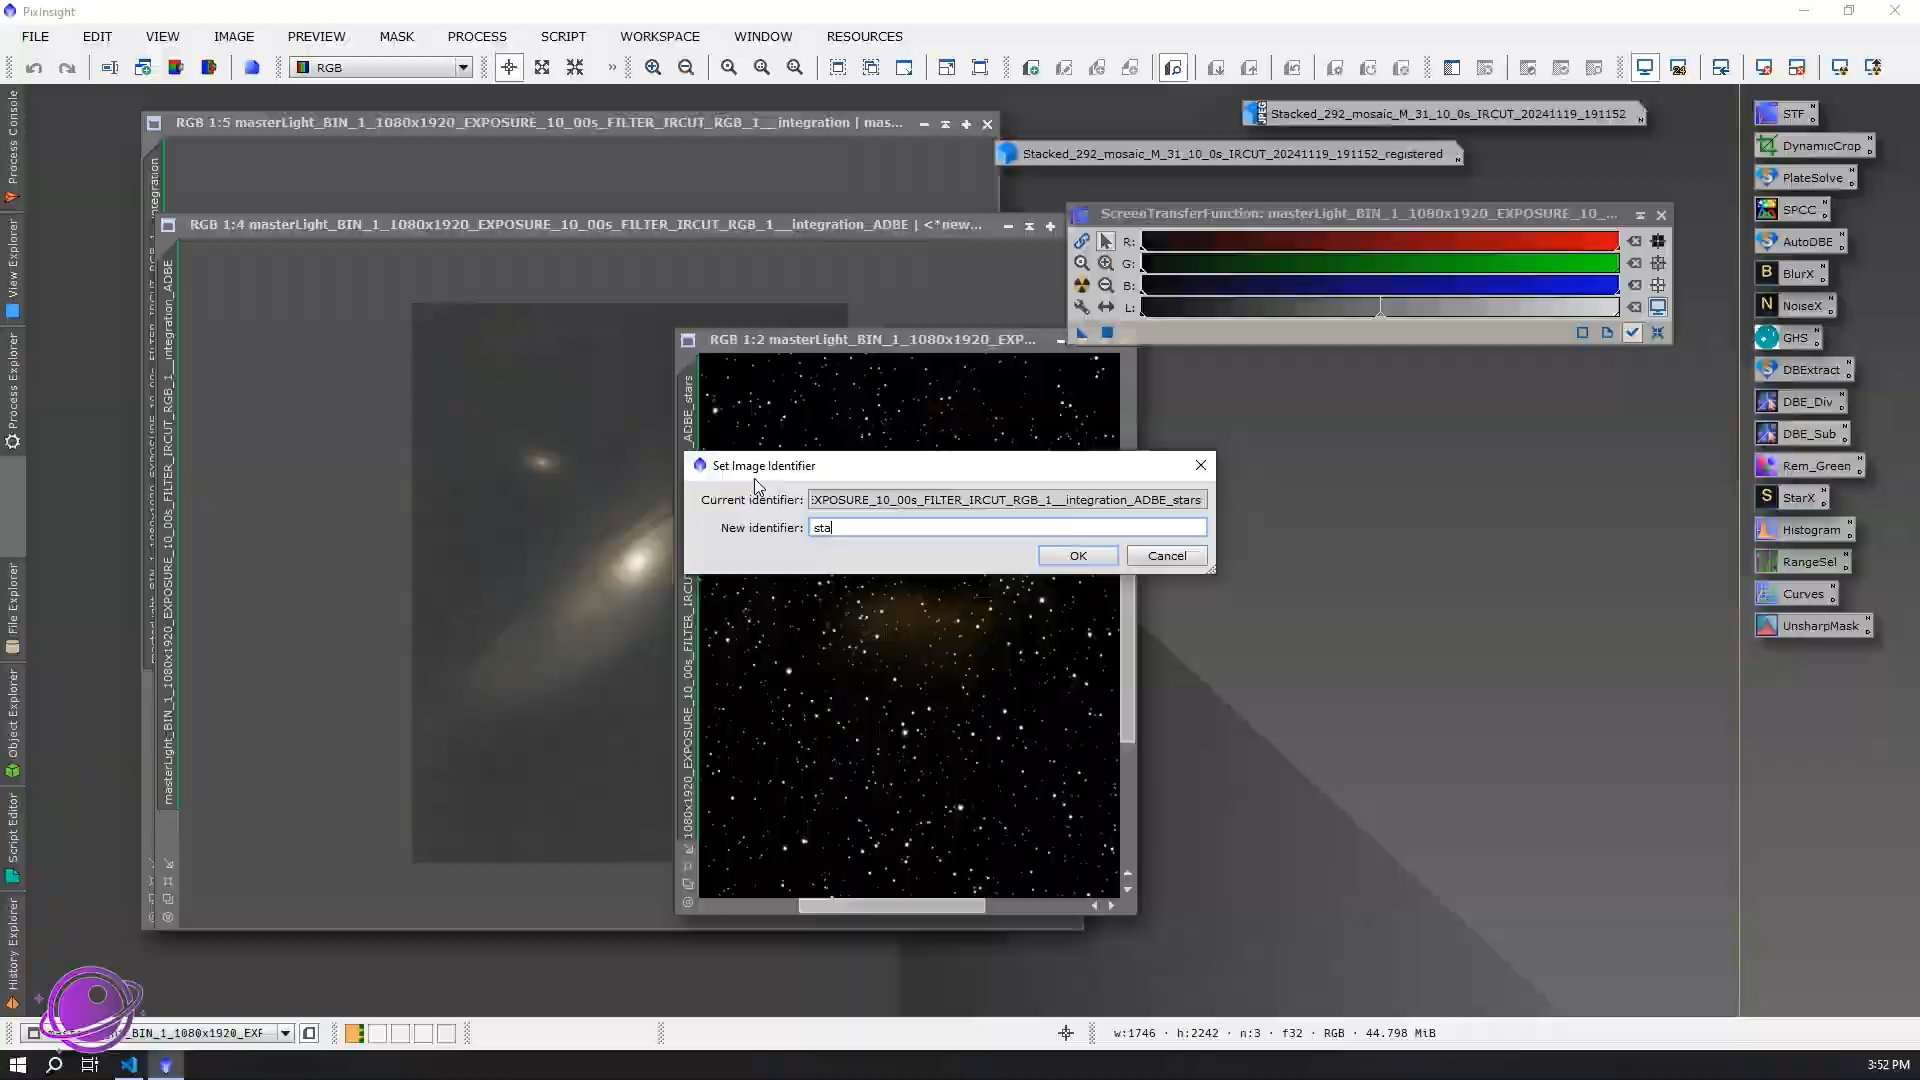 PixInsight
FILE EDIT VIEW IMAGE PREVIEW MASK PROCESS SCRIPT WORKSPACE WINDOW RESOURCES
RGB
Process Console
View Explorer
Process Explorer
File Explorer
Object Explorer
Script Editor
History Explorer
RGB 1:5 masterLight_BIN_1_1080x1920_EXPOSURE_10_00s_FILTER_IRCUT_RGB_1__integration | mas...
RGB 1:4 masterLight_BIN_1_1080x1920_EXPOSURE_10_00s_FILTER_IRCUT_RGB_1__integration_ADBE | <*new...
masterLight_BIN_1_1080x1920_EXPOSURE_10_00s_FILTER_IRCUT_RGB_1__integration_ADBE
RGB 1:2 masterLight_BIN_1_1080x1920_EXP...
1080x1920_EXPOSURE_10_00s_FILTER_IRCUT
ADBE_stars
Stacked_292_mosaic_M_31_10_0s_IRCUT_20241119_191152
Stacked_292_mosaic_M_31_10_0s_IRCUT_20241119_191152_registered
ScreenTransferFunction: masterLight_BIN_1_1080x1920_EXPOSURE_10_...
R:
G:
B:
L:
Set Image Identifier
Current identifier: EXPOSURE_10_00s_FILTER_IRCUT_RGB_1__integration_ADBE_stars
New identifier: sta
OK Cancel
STF
DynamicCrop
PlateSolve
SPCC
AutoDBE
BlurX
NoiseX
GHS
DBExtract
DBE_Div
DBE_Sub
Rem_Green
StarX
Histogram
RangeSel
Curves
UnsharpMask
_BIN_1_1080x1920_EXF
w:1746 · h:2242 · n:3 · f32 · RGB · 44.798 MiB
3:52 PM